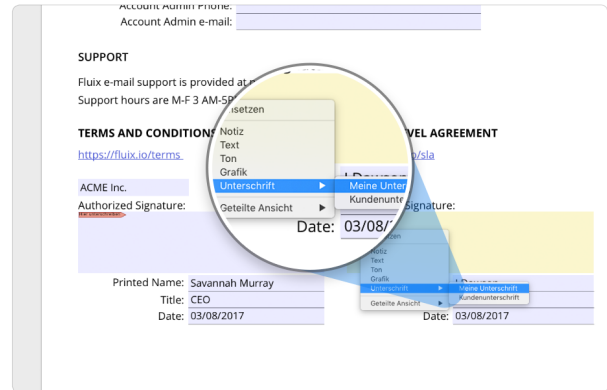 Account Admin Phone:
Account Admin e-mail:
SUPPORT
Fluix e-mail support is provided at
Support hours are M-F 3 AM-5P
TERMS AND CONDITIONS
VEL AGREEMENT
https://fluix.io/terms
o/sla
ACME Inc.
Authorized Signature:
Signature:
Notiz
Text
Ton
Grafik
Unterschrift
Meine Unter
Kundenunte
Geteilte Ansicht
Date: 03/08/
Notiz
Text
Ton
Grafik
Unterschrift
Meine Unterschrift
Kundenunterschrift
Geteilte Ansicht
Printed Name: Savannah Murray
J Dawson
Title: CEO
Date: 03/08/2017
Date: 03/08/2017